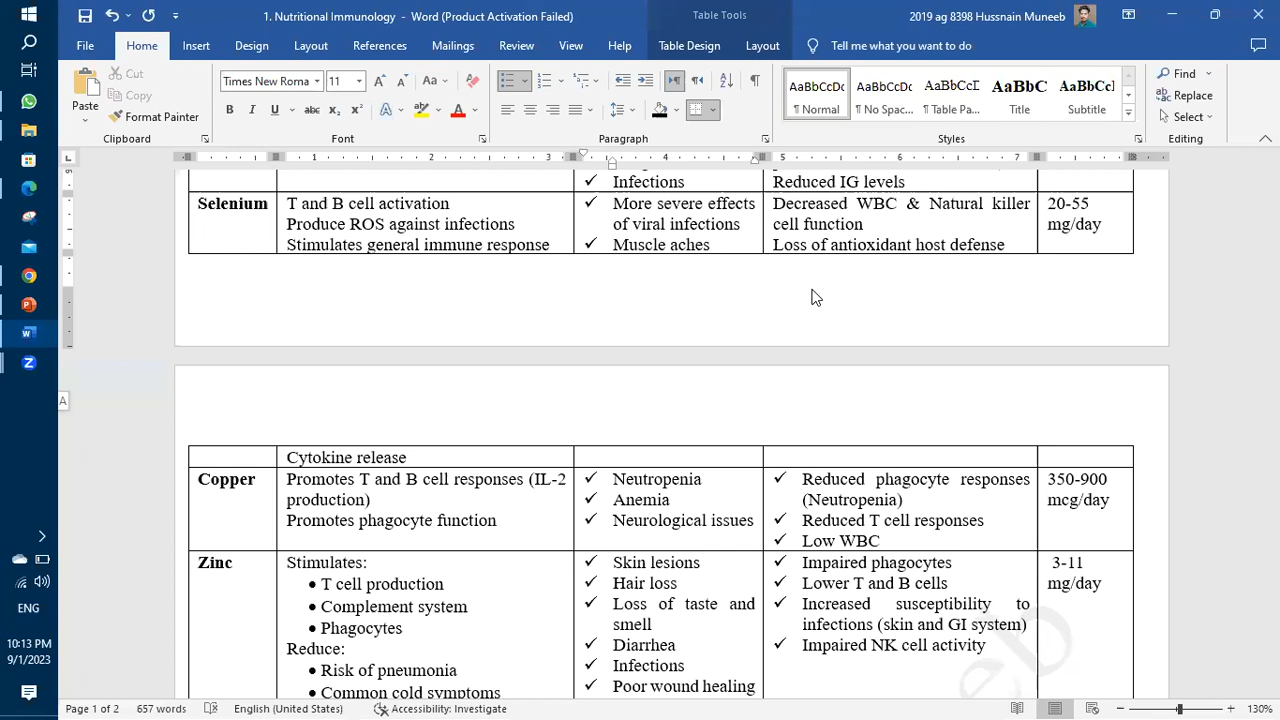 1. Nutritional Immunology - Word (Product Activation Failed)
Table Tools
2019 ag 8398 Hussnain Muneeb
File Home Insert Design Layout References Mailings Review View Help Table Design Layout Tell me what you want to do
Paste
Cut
Copy
Format Painter
Clipboard
Times New Roma 11
Font
Paragraph
AaBbCcDc AaBbCcDc AaBbCcD AaBbC AaBbCc.
¶ Normal ¶ No Spac... ¶ Table Pa... Title Subtitle
Styles
Find
Replace
Select
Editing
1 2 3 4 5 6 7
✓ Infections
Reduced IG levels
Selenium
T and B cell activation
Produce ROS against infections
Stimulates general immune response
✓ More severe effects
of viral infections
✓ Muscle aches
Decreased WBC & Natural killer
cell function
Loss of antioxidant host defense
20-55
mg/day
Cytokine release
Copper
Promotes T and B cell responses (IL-2
production)
Promotes phagocyte function
✓ Neutropenia
✓ Anemia
✓ Neurological issues
✓ Reduced phagocyte responses
(Neutropenia)
✓ Reduced T cell responses
✓ Low WBC
350-900
mcg/day
Zinc
Stimulates:
• T cell production
• Complement system
• Phagocytes
Reduce:
• Risk of pneumonia
• Common cold symptoms
✓ Skin lesions
✓ Hair loss
✓ Loss of taste and
smell
✓ Diarrhea
✓ Infections
✓ Poor wound healing
✓ Impaired phagocytes
✓ Lower T and B cells
✓ Increased susceptibility to
infections (skin and GI system)
✓ Impaired NK cell activity
3-11
mg/day
eb
ENG
10:13 PM
9/1/2023
Page 1 of 2 657 words English (United States) Accessibility: Investigate 130%